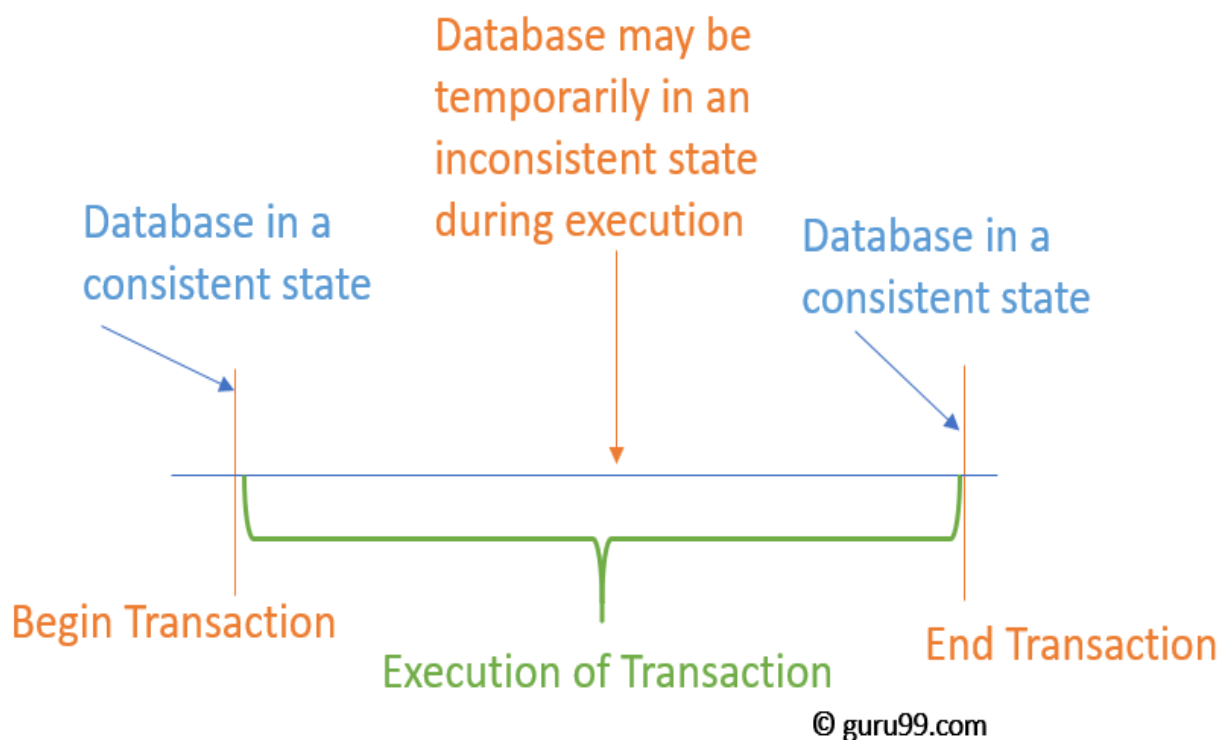 Database may be
temporarily in an
inconsistent state
during execution
Database in a
consistent state
Database in a
consistent state
Begin Transaction
End Transaction
Execution of Transaction
© guru99.com